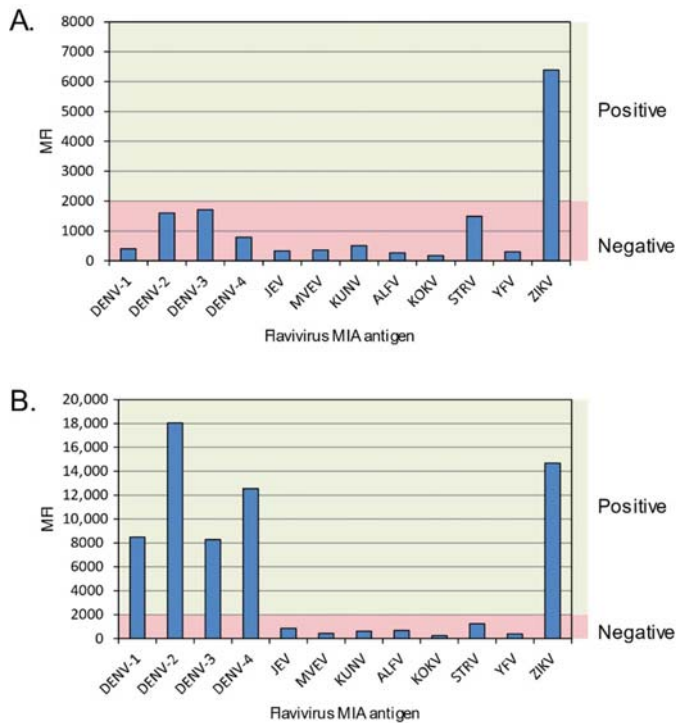 A.
8000
7000
6000
5000
4000
3000
2000
1000
0
MFI
Positive
Negative
DENV-1 DENV-2 DENV-3 DENV-4 JEV MVEV KUNV ALFV KOKV STRV YFV ZIKV
Flavivirus MIA antigen
B.
20,000
18,000
16,000
14,000
12,000
10,000
8000
6000
4000
2000
0
MFI
Positive
Negative
DENV-1 DENV-2 DENV-3 DENV-4 JEV MVEV KUNV ALFV KOKV STRV YFV ZIKV
Flavivirus MIA antigen